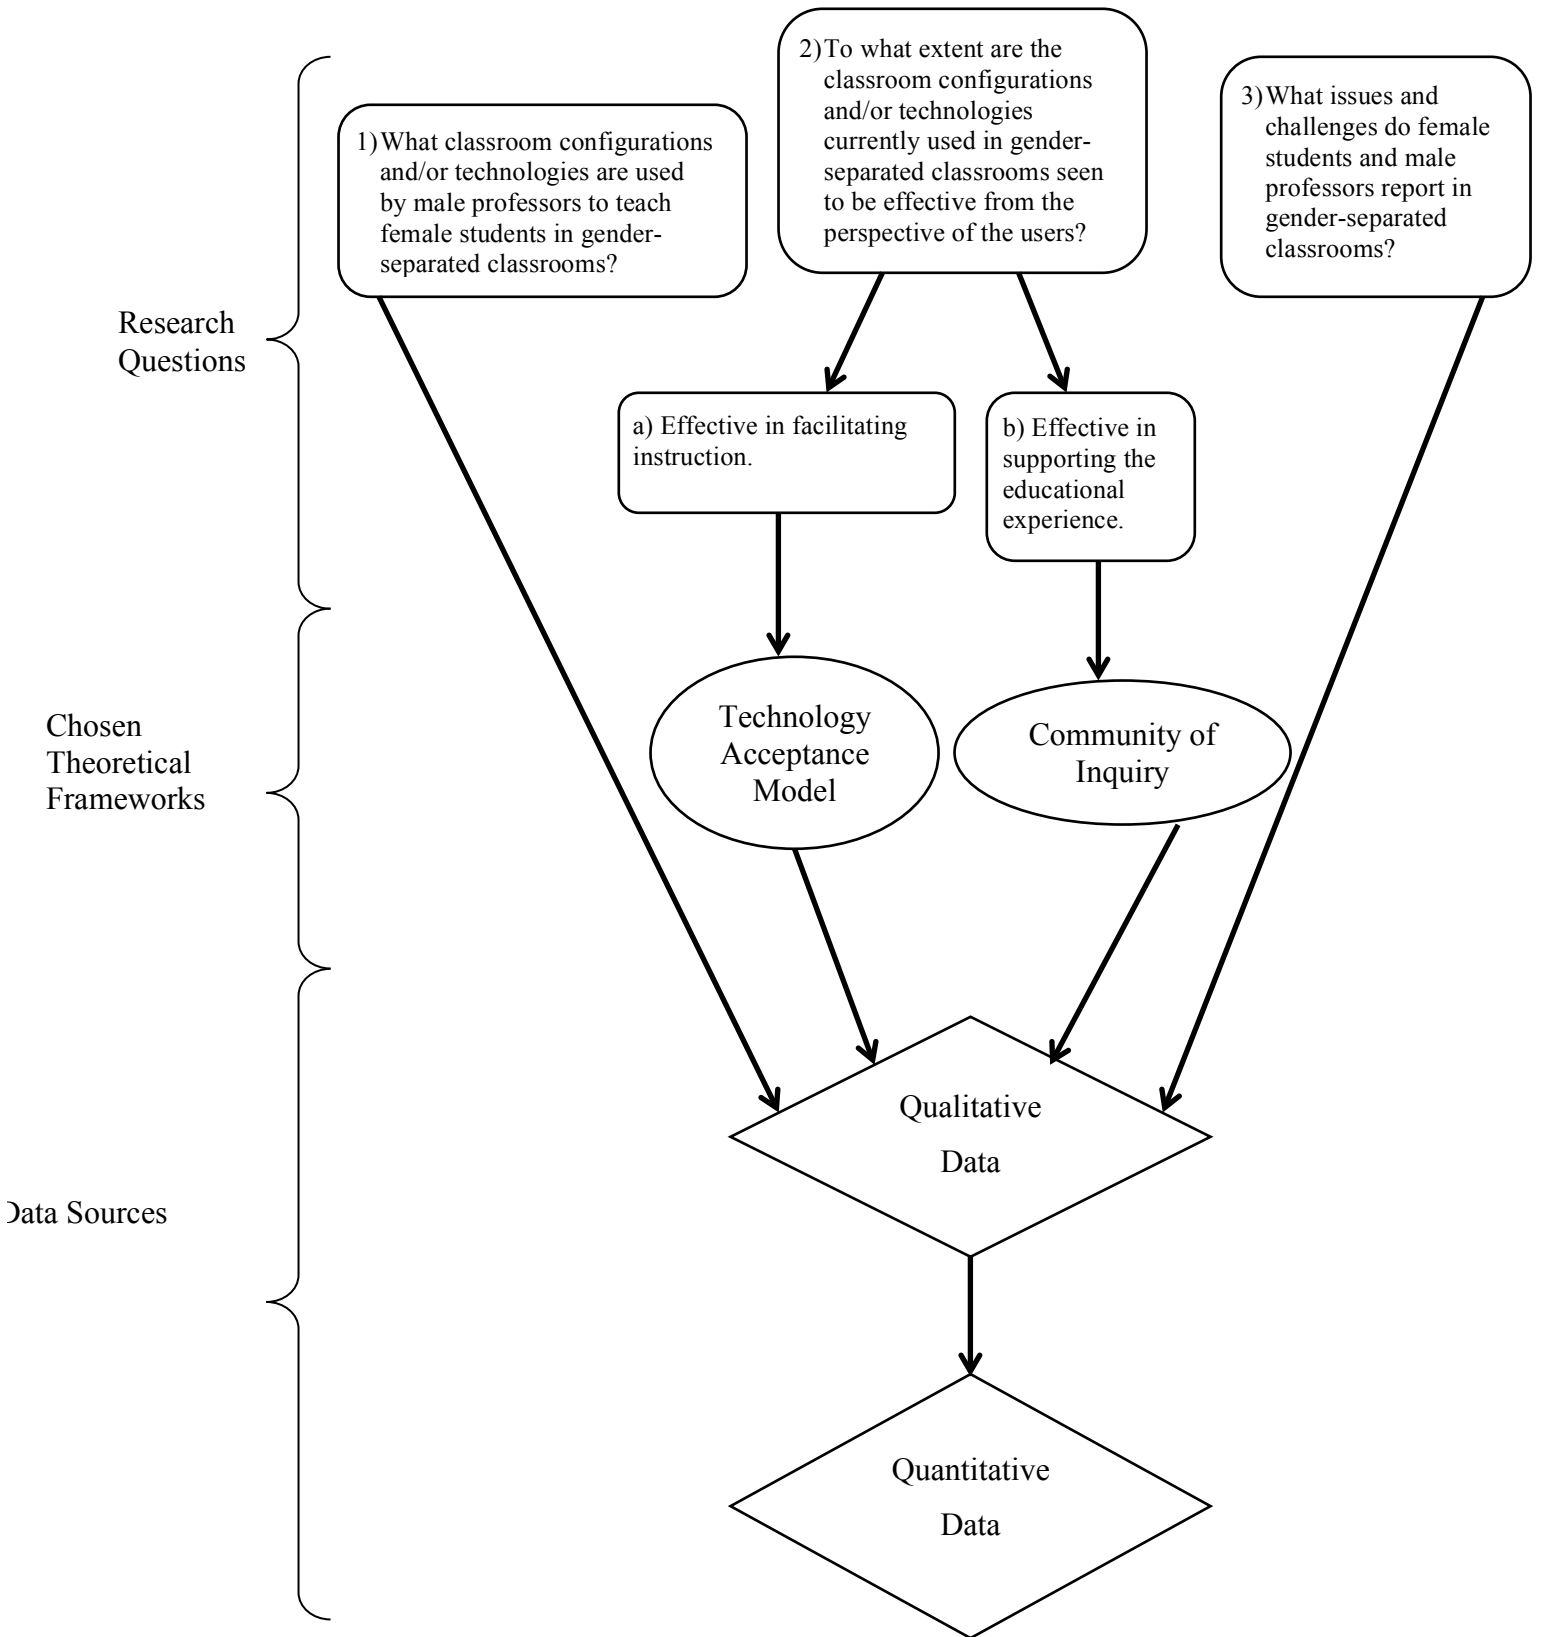 1)What classroom configurations
and/or technologies are used
by male professors to teach
female students in gender-
separated classrooms?
2)To what extent are the
classroom configurations
and/or technologies
currently used in gender-
separated classrooms seen
to be effective from the
perspective of the users?
3)What issues and
challenges do female
students and male
professors report in
gender-separated
classrooms?
Research
Questions
a) Effective in facilitating
instruction.
b) Effective in
supporting the
educational
experience.
Chosen
Theoretical
Frameworks
Technology
Acceptance
Model
Community of
Inquiry
Qualitative
Data
Data Sources
Quantitative
Data